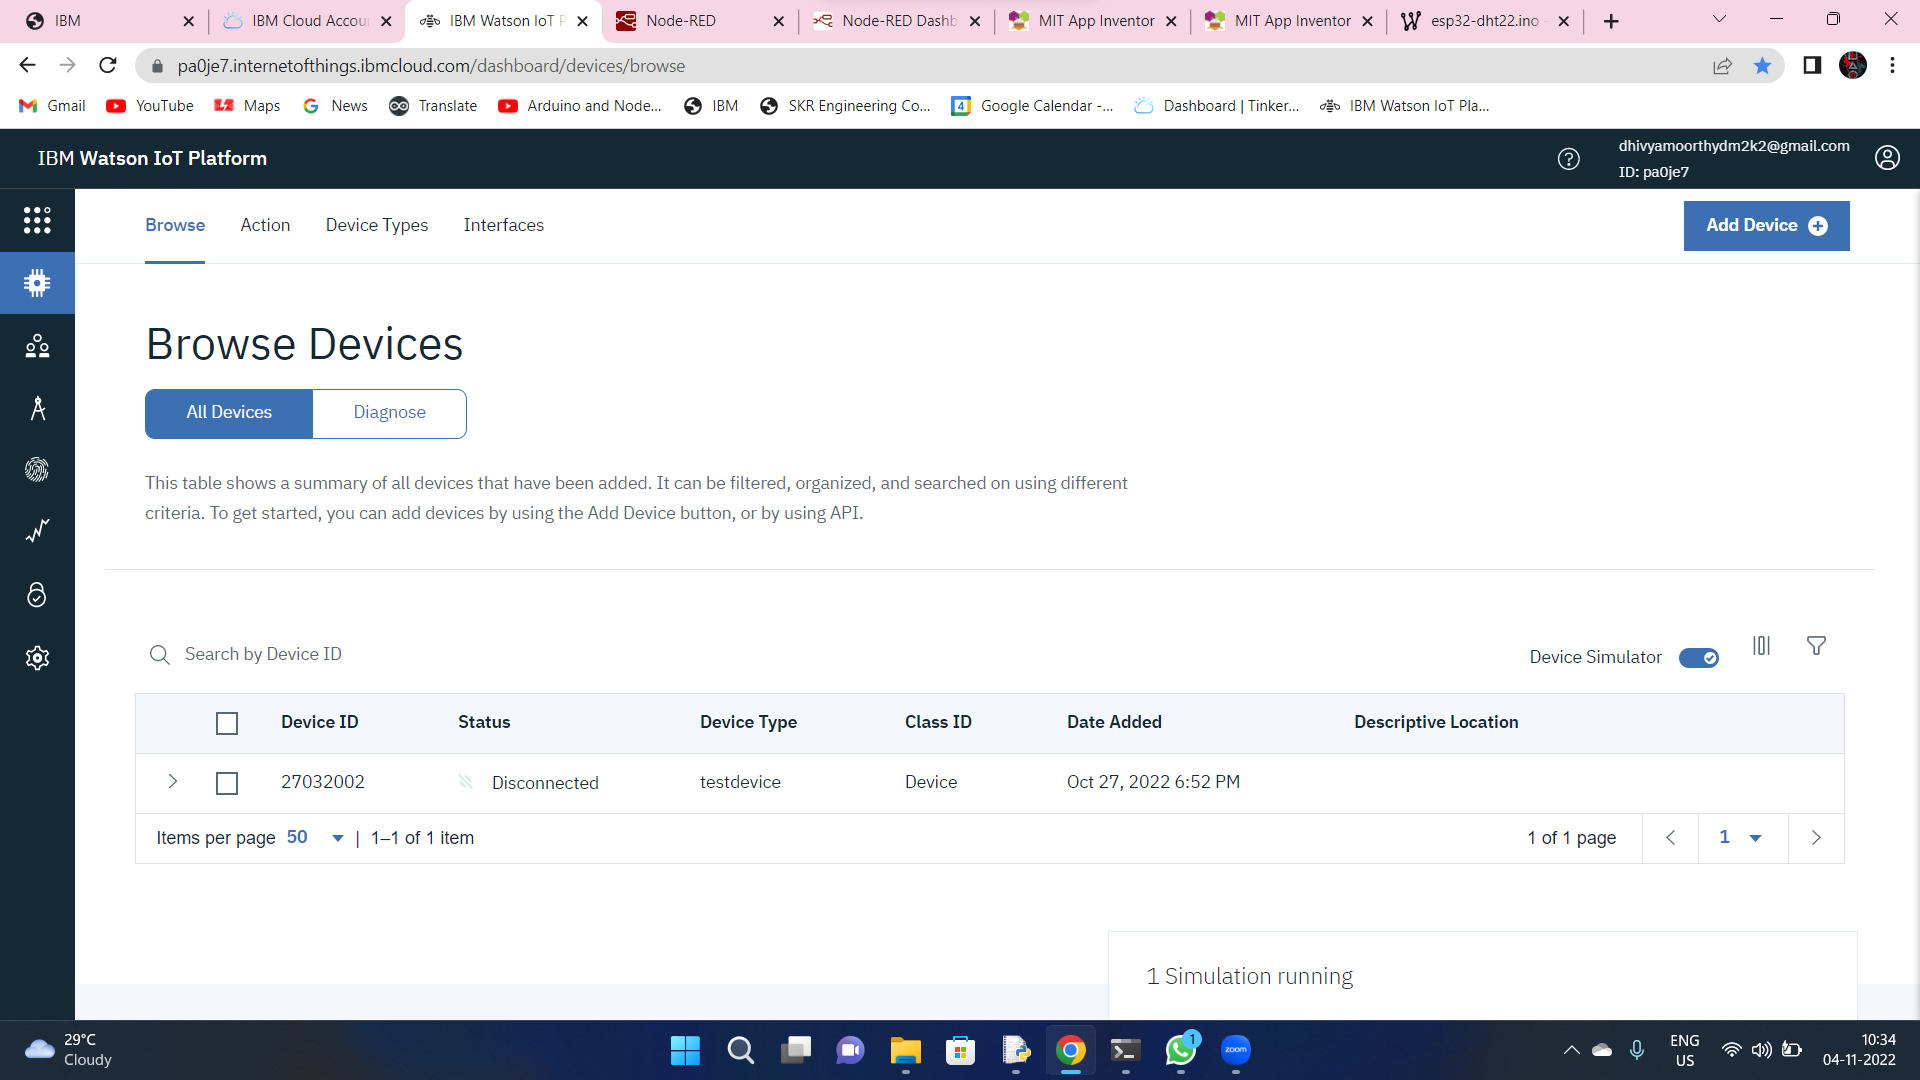 IBM
IBM Cloud Accou
IBM Watson IoT P
Node-RED
Node-RED Dashb
MIT App Inventor
MIT App Inventor
esp32-dht22.ino
pa0je7.internetofthings.ibmcloud.com/dashboard/devices/browse
Gmail
YouTube
Maps
News
Translate
Arduino and Node...
IBM
SKR Engineering Co...
Google Calendar -...
Dashboard | Tinker...
IBM Watson IoT Pla...
IBM Watson IoT Platform
dhivyamoorthydm2k2@gmail.com
ID: pa0je7
Browse
Action
Device Types
Interfaces
Add Device
Browse Devices
All Devices
Diagnose
This table shows a summary of all devices that have been added. It can be filtered, organized, and searched on using different
criteria. To get started, you can add devices by using the Add Device button, or by using API.
Search by Device ID
Device Simulator
Device ID Status Device Type Class ID Date Added Descriptive Location
27032002 Disconnected testdevice Device Oct 27, 2022 6:52 PM
Items per page 50 | 1–1 of 1 item
1 of 1 page
1
1 Simulation running
29°C
Cloudy
zoom
1
ENG
US
10:34
04-11-2022